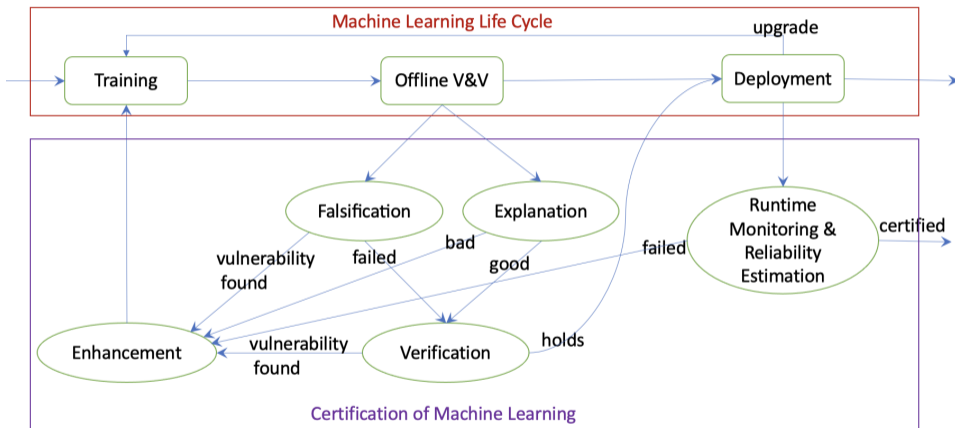 Machine Learning Life Cycle
upgrade
Training
Offline V&V
Deployment
Falsification
Explanation
Runtime
Monitoring &
Reliability
Estimation
certified
vulnerability
found
failed
bad
good
failed
Enhancement
vulnerability
found
Verification
holds
Certification of Machine Learning